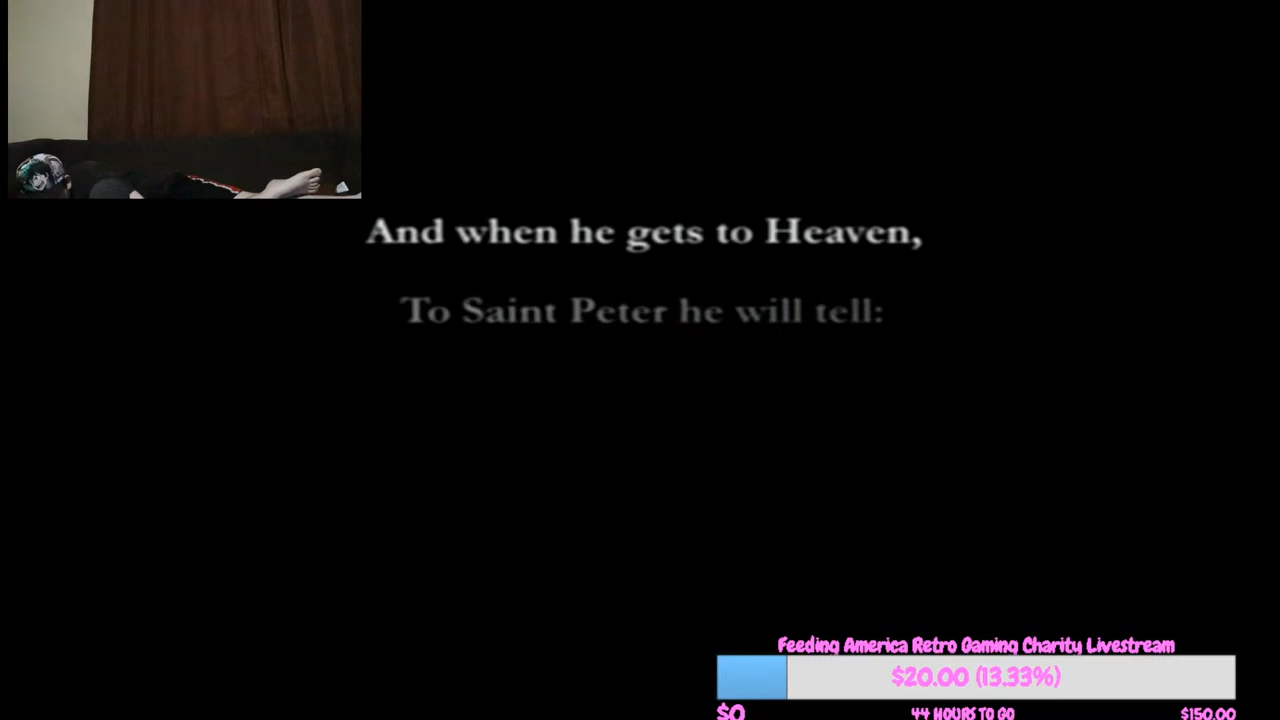 And when he gets to Heaven,
To Saint Peter he will tell:
Feeding America Retro Gaming Charity Livestream
$20.00 (13.33%)
$0 44 HOURS TO GO $150.00